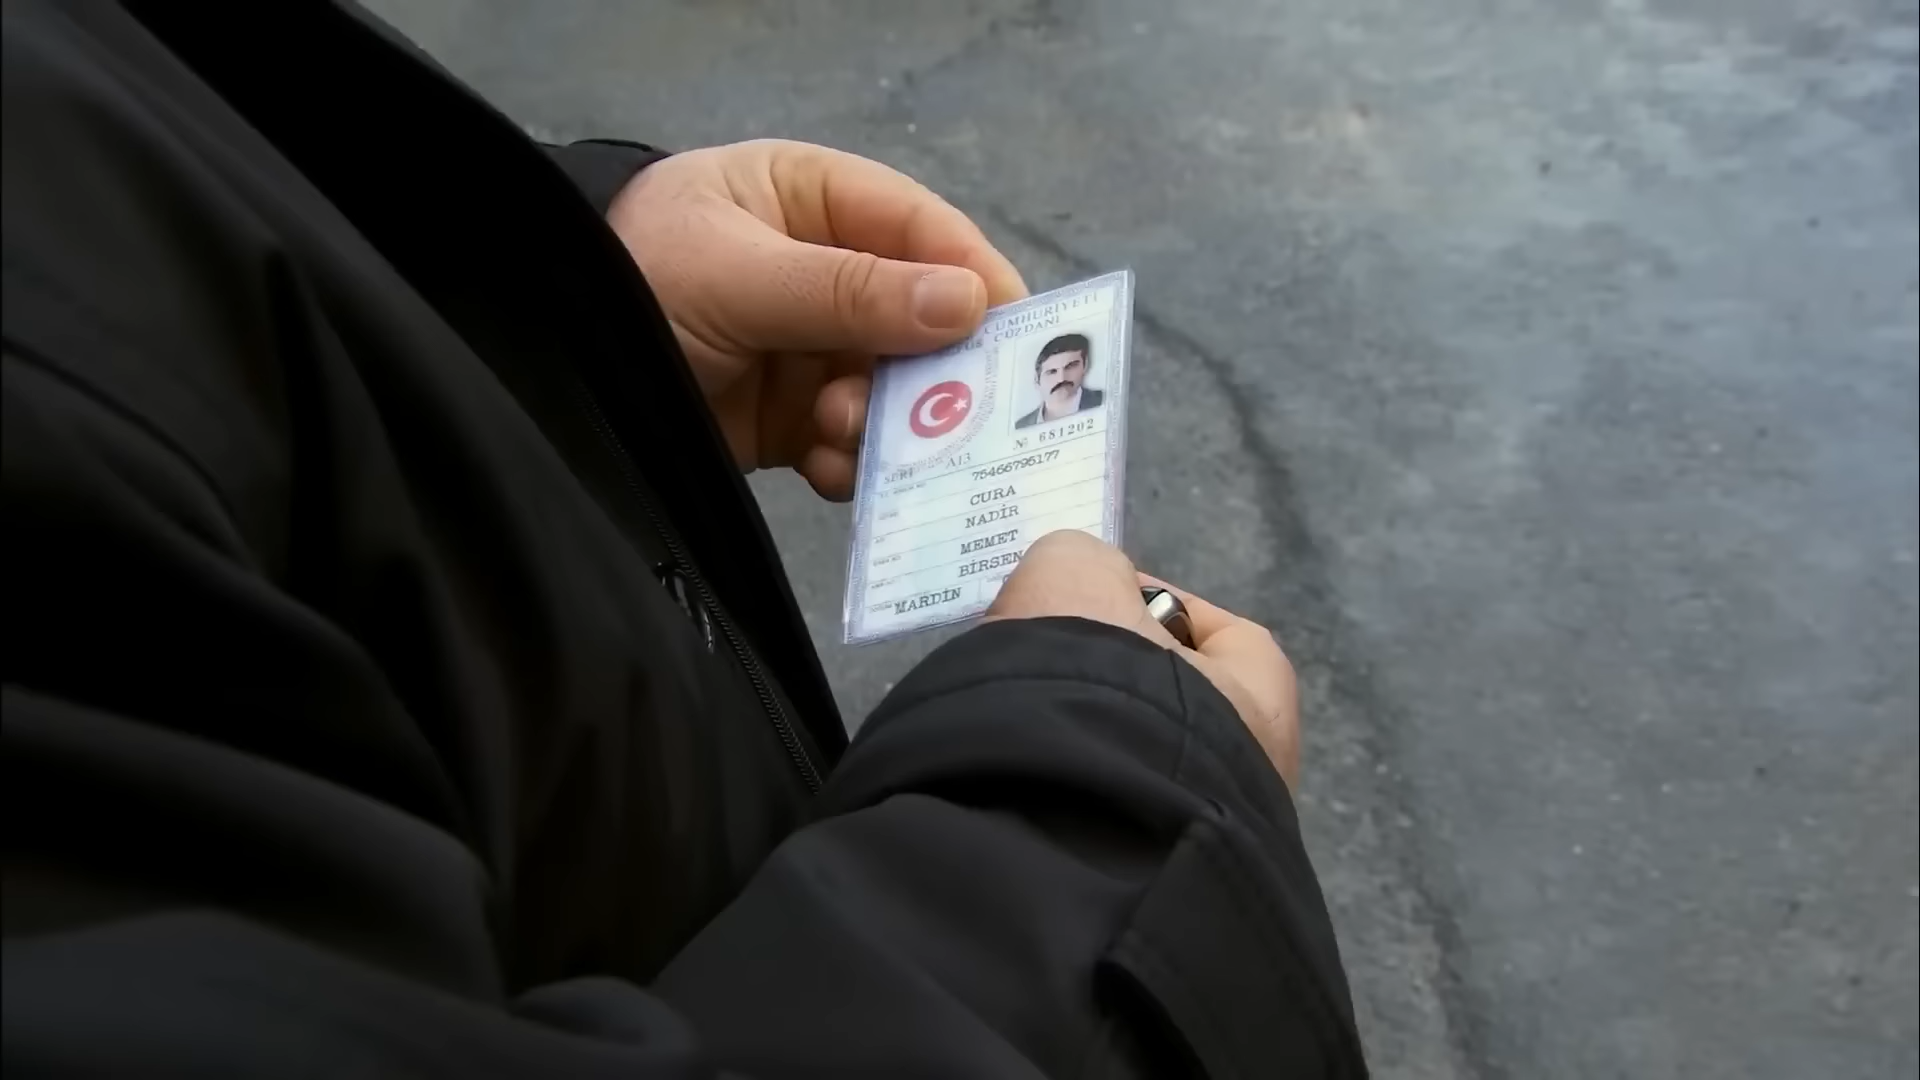 CUMHURİYETİ
CÜZDANI
№ 681202
SERİ A13
75466795177
CURA
NADİR
MEMET
BİRSEN
MARDİN